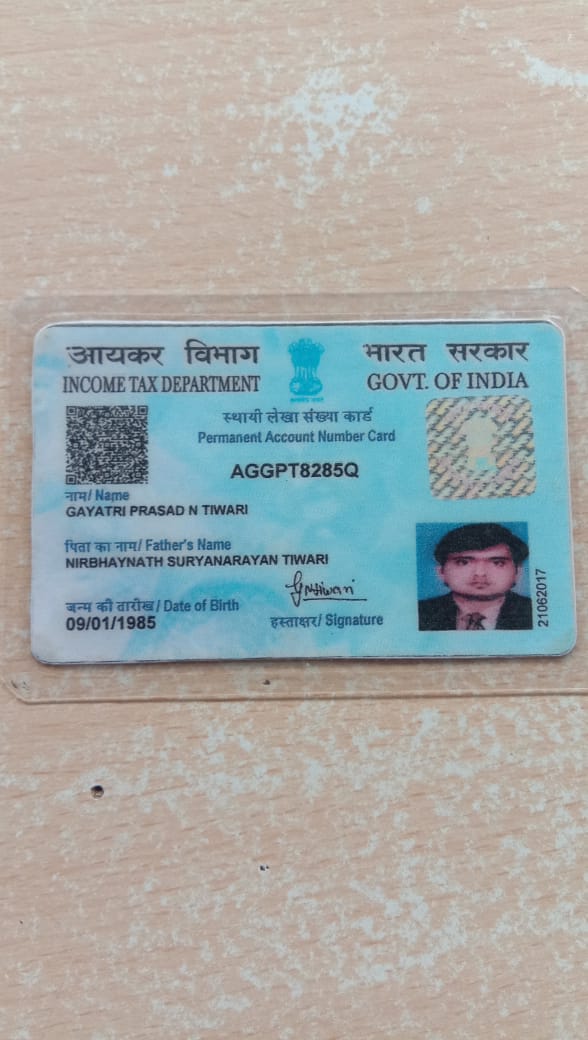 आयकर विभाग
भारत सरकार
INCOME TAX DEPARTMENT
GOVT. OF INDIA
स्थायी लेखा संख्या कार्ड
Permanent Account Number Card
AGGPT8285Q
नाम/ Name
GAYATRI PRASAD N TIWARI
पिता का नाम/ Father's Name
NIRBHAYNATH SURYANARAYAN TIWARI
जन्म की तारीख/ Date of Birth
09/01/1985
हस्ताक्षर/ Signature
21062017